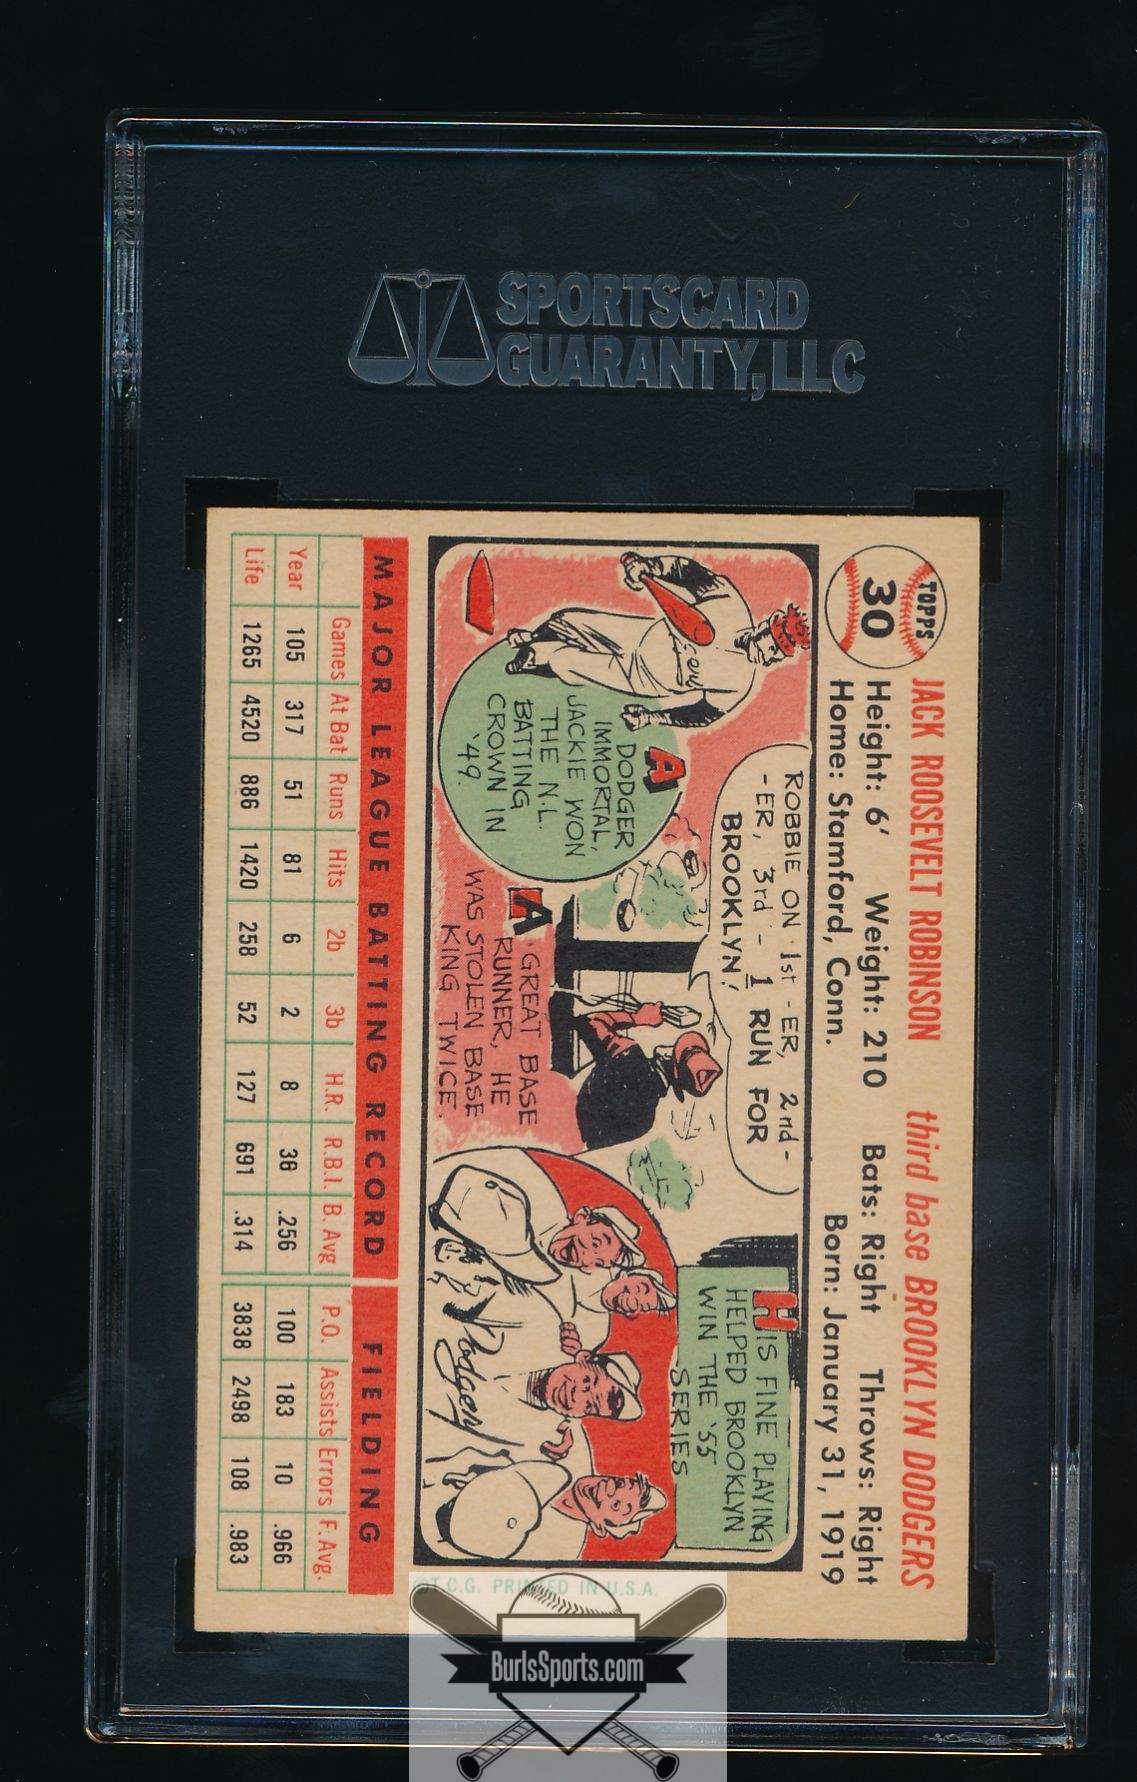 SPORTSCARD
GUARANTY, LLC
TOPPS
30
JACK ROOSEVELT ROBINSON third base BROOKLYN DODGERS
Height: 6' Weight: 210 Bats: Right Throws: Right
Home: Stamford, Conn. Born: January 31, 1919
ROBBIE ON 1st-ER, 2nd-
-ER, 3rd- 1 RUN FOR
BROOKLYN!
A
DODGER
IMMORTAL,
JACKIE WON
THE N.L.
BATTING
CROWN IN
'49.
A GREAT BASE
RUNNER, HE
WAS STOLEN BASE
KING TWICE.
HIS FINE PLAYING
HELPED BROOKLYN
WIN THE '55
SERIES
Dodgers
MAJOR LEAGUE BATTING RECORD FIELDING
Games At Bat Runs Hits 2b 3b H.R. R.B.I. B. Avg P.O. Assists Errors F. Avg.
Year 105 317 51 81 6 2 8 36 .256 100 183 10 .966
Life 1265 4520 886 1420 258 52 127 691 .314 3838 2498 108 .983
©T.C.G. PRINTED IN U.S.A.
BurlsSports.com